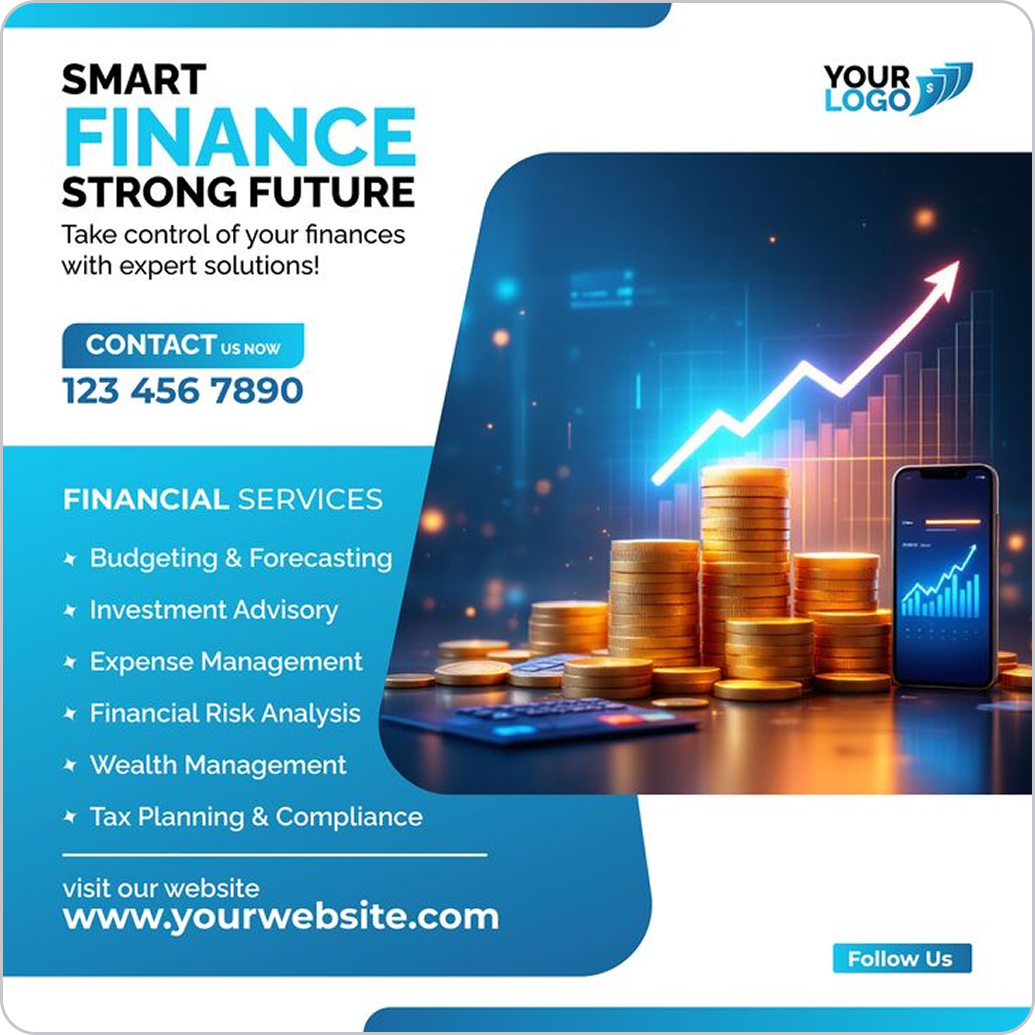 SMART
FINANCE
STRONG FUTURE
Take control of your finances
with expert solutions!
YOUR
LOGO
$
CONTACT US NOW
123 456 7890
FINANCIAL SERVICES
Budgeting & Forecasting
Investment Advisory
Expense Management
Financial Risk Analysis
Wealth Management
Tax Planning & Compliance
visit our website
www.yourwebsite.com
Follow Us